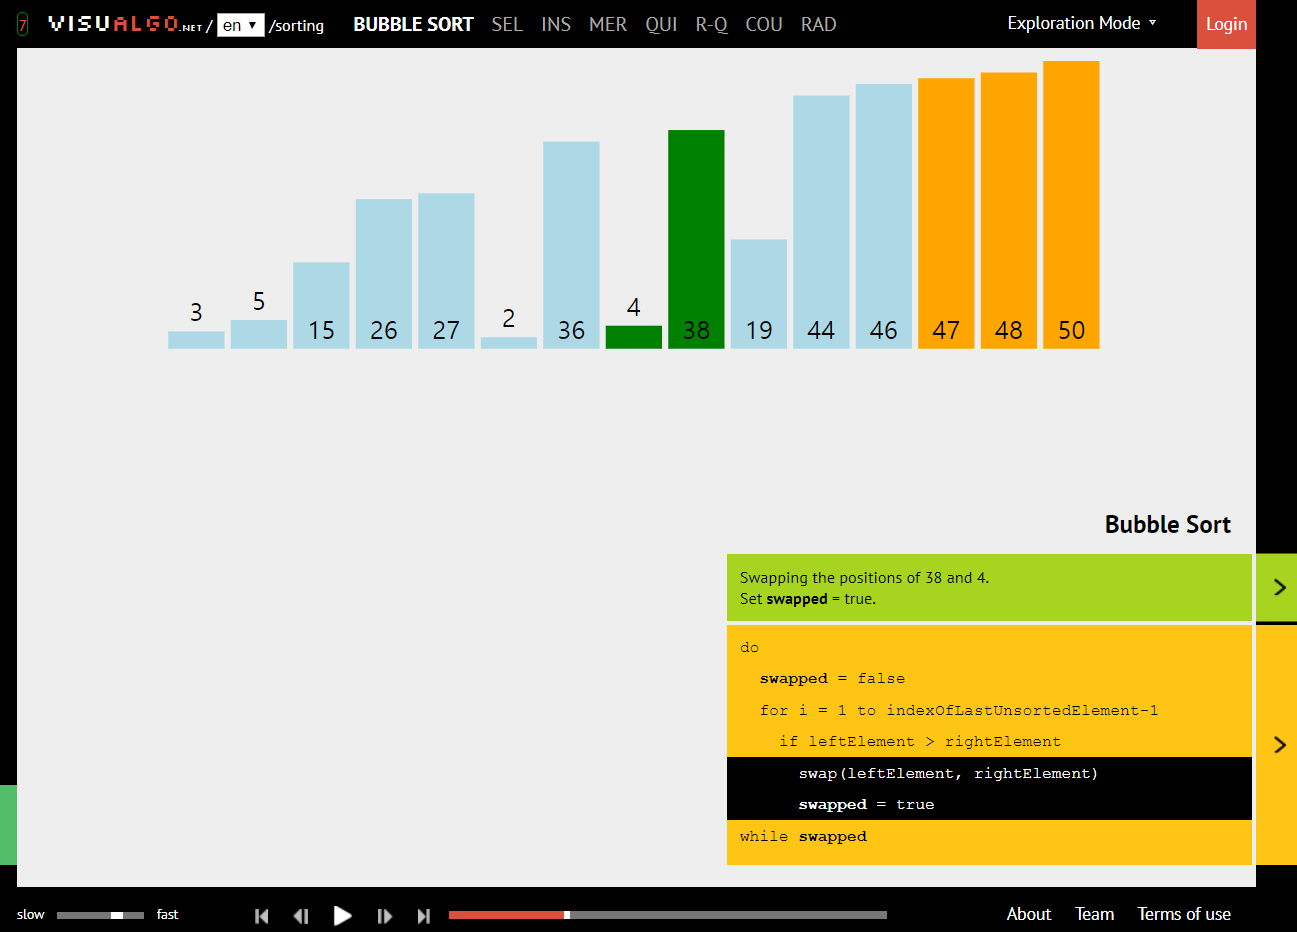 7 VISUALGO.NET / en ▾ /sorting BUBBLE SORT SEL INS MER QUI R-Q COU RAD Exploration Mode ▾ Login
3 5 15 26 27 2 36 4 38 19 44 46 47 48 50
Bubble Sort
Swapping the positions of 38 and 4.
Set swapped = true.
do
swapped = false
for i = 1 to indexOfLastUnsortedElement-1
if leftElement > rightElement
swap(leftElement, rightElement)
swapped = true
while swapped
slow fast About Team Terms of use